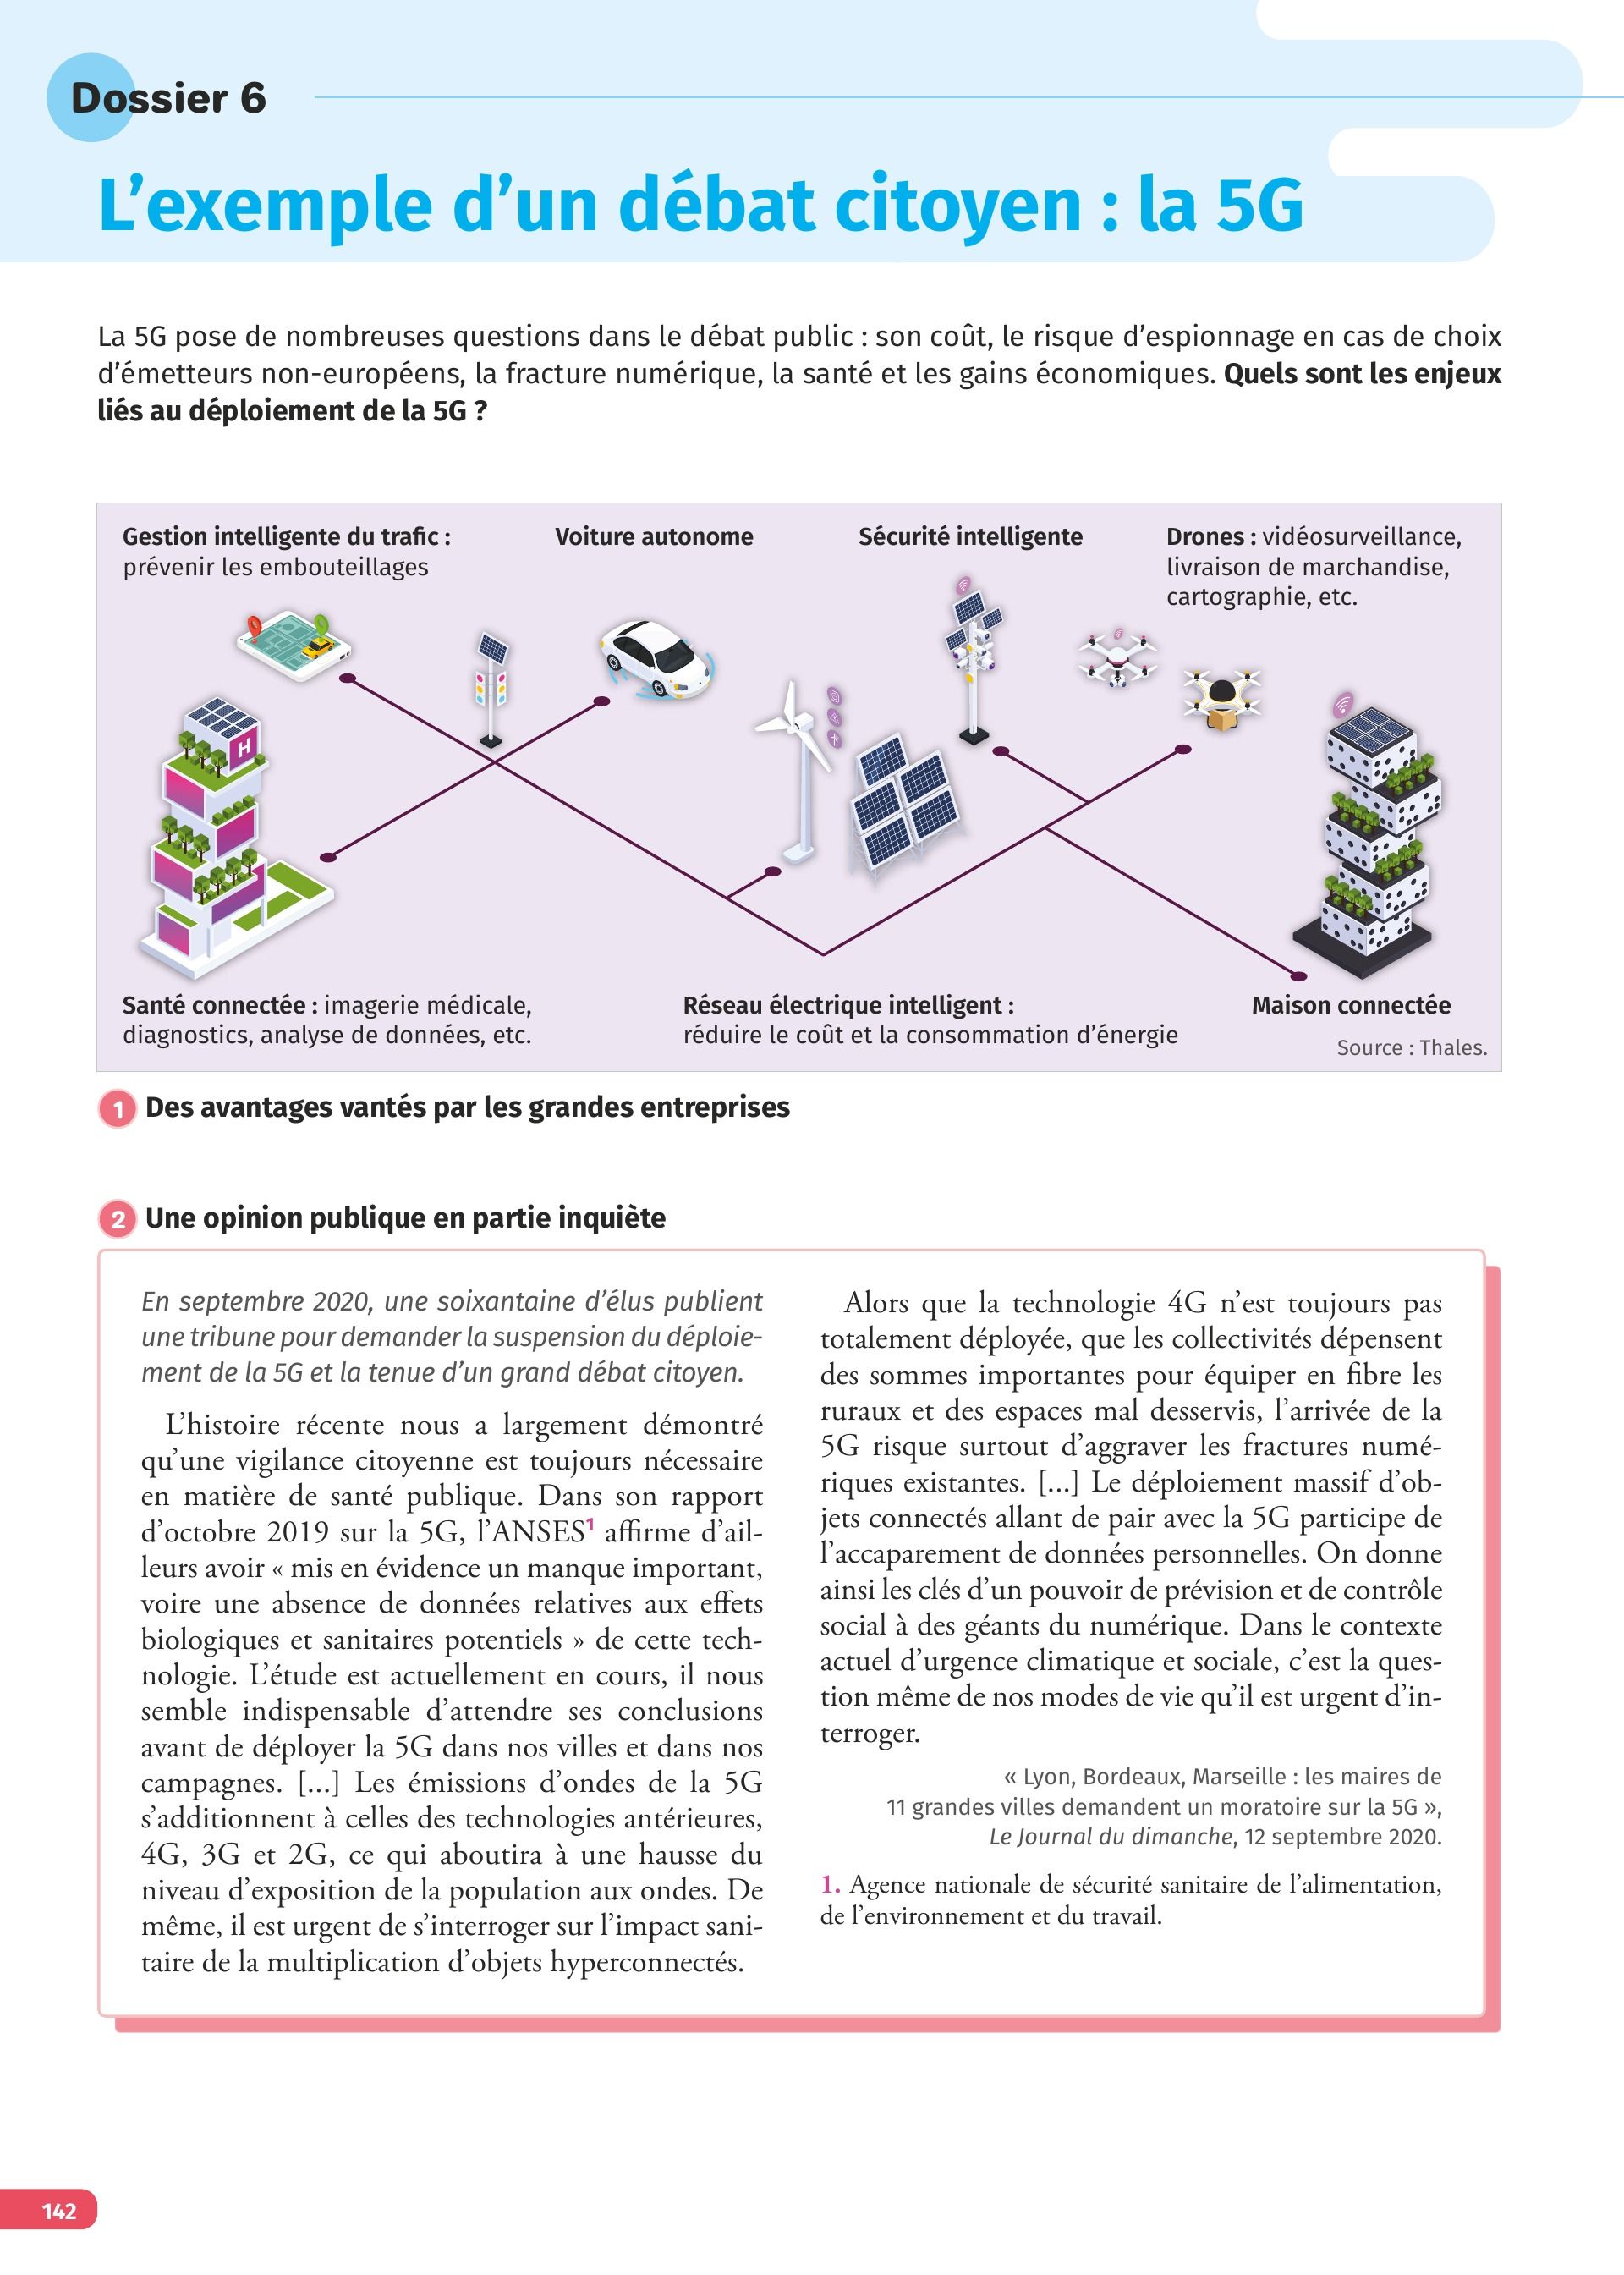 Dossier 6
L’exemple d’un débat citoyen : la 5G
La 5G pose de nombreuses questions dans le débat public : son coût, le risque d’espionnage en cas de choix
d’émetteurs non-européens, la fracture numérique, la santé et les gains économiques. Quels sont les enjeux
liés au déploiement de la 5G ?
Gestion intelligente du trafic :
prévenir les embouteillages
Voiture autonome
Sécurité intelligente
Drones : vidéosurveillance,
livraison de marchandise,
cartographie, etc.
H
Santé connectée : imagerie médicale,
diagnostics, analyse de données, etc.
Réseau électrique intelligent :
réduire le coût et la consommation d’énergie
Maison connectée
Source : Thales.
1 Des avantages vantés par les grandes entreprises
2 Une opinion publique en partie inquiète
En septembre 2020, une soixantaine d’élus publient
une tribune pour demander la suspension du déploie-
ment de la 5G et la tenue d’un grand débat citoyen.
L’histoire récente nous a largement démontré
qu’une vigilance citoyenne est toujours nécessaire
en matière de santé publique. Dans son rapport
d’octobre 2019 sur la 5G, l’ANSES1 affirme d’ail-
leurs avoir « mis en évidence un manque important,
voire une absence de données relatives aux effets
biologiques et sanitaires potentiels » de cette tech-
nologie. L’étude est actuellement en cours, il nous
semble indispensable d’attendre ses conclusions
avant de déployer la 5G dans nos villes et dans nos
campagnes. [...] Les émissions d’ondes de la 5G
s’additionnent à celles des technologies antérieures,
4G, 3G et 2G, ce qui aboutira à une hausse du
niveau d’exposition de la population aux ondes. De
même, il est urgent de s’interroger sur l’impact sani-
taire de la multiplication d’objets hyperconnectés.
Alors que la technologie 4G n’est toujours pas
totalement déployée, que les collectivités dépensent
des sommes importantes pour équiper en fibre les
ruraux et des espaces mal desservis, l’arrivée de la
5G risque surtout d’aggraver les fractures numé-
riques existantes. [...] Le déploiement massif d’ob-
jets connectés allant de pair avec la 5G participe de
l’accaparement de données personnelles. On donne
ainsi les clés d’un pouvoir de prévision et de contrôle
social à des géants du numérique. Dans le contexte
actuel d’urgence climatique et sociale, c’est la ques-
tion même de nos modes de vie qu’il est urgent d’in-
terroger.
« Lyon, Bordeaux, Marseille : les maires de
11 grandes villes demandent un moratoire sur la 5G »,
Le Journal du dimanche, 12 septembre 2020.
1. Agence nationale de sécurité sanitaire de l’alimentation,
de l’environnement et du travail.
142